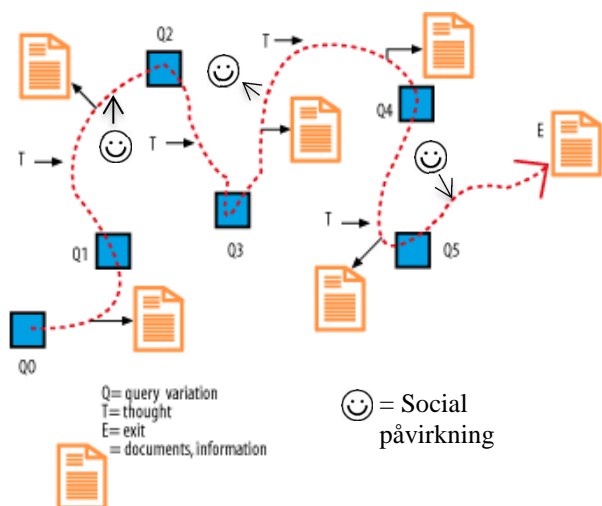 Q2
T
E
Q4
T
T
Q3
T
Q1
Q5
Q0
Q= query variation
T= thought
E= exit
= documents, information
= Social
påvirkning